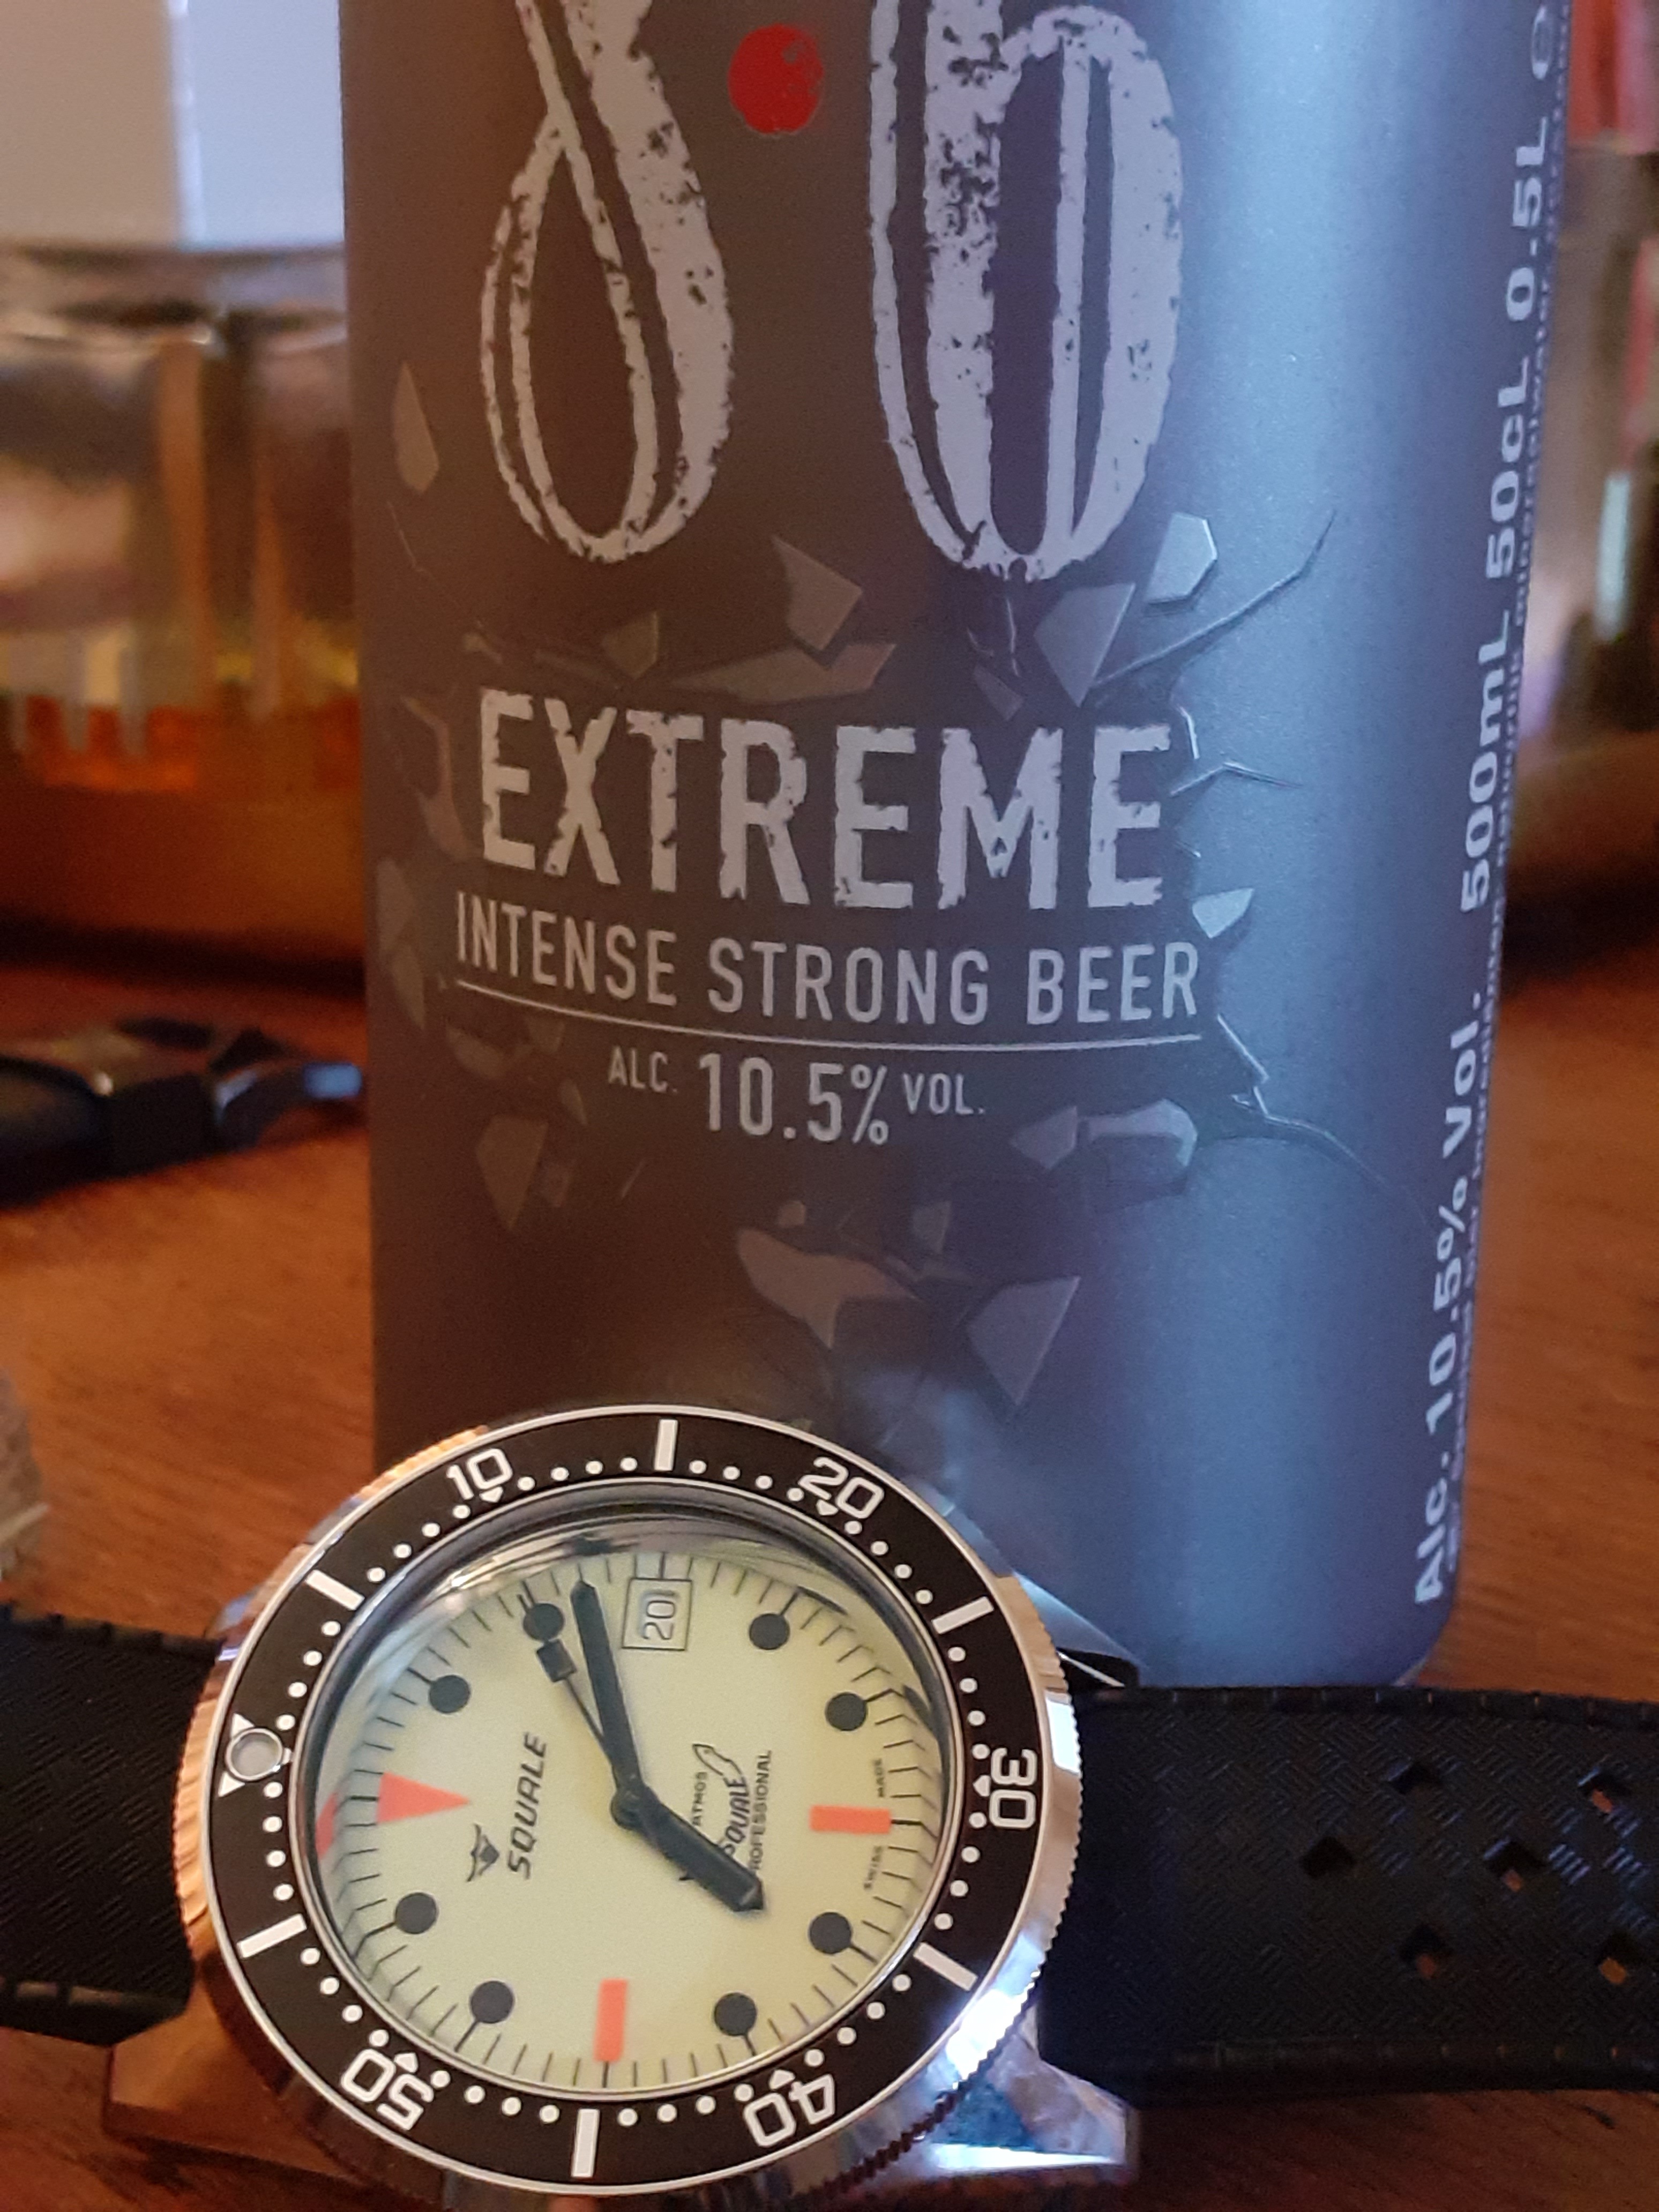 8.6
EXTREME
INTENSE STRONG BEER
ALC. 10.5% VOL.
Alc. 10.5% Vol. 500mL 50cL 0.5L e
10
20
30
40
50
20
SQUALE
ATMOS
SQUALE
PROFESSIONAL
SWISS MADE